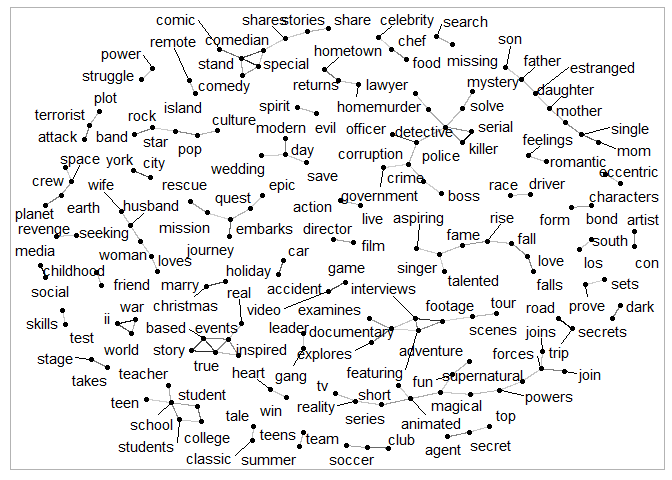 comic shares stories share celebrity search
remote comedian hometown chef son
power stand special food missing father
struggle comedy returns lawyer mystery estranged
plot island spirit homemurder solve daughter
terrorist rock culture modern evil officer detective serial mother
attack band star pop day killer feelings single
space york city wedding save corruption police romantic mom
crew wife rescue quest epic crime boss race driver eccentric
planet earth husband mission embarks action government aspiring rise form characters
revenge seeking journey director live fame fall bond artist
media woman loves car film singer love south con
childhood friend marry holiday game talented falls los sets
social christmas real accident interviews footage tour prove dark
skills war video examines road secrets
ii based events leader documentary scenes joins
test world story inspired explores adventure forces trip
stage true heart gang featuring supernatural join
takes teacher student tv short fun powers
teen win reality magical
school tale series animated top
students college teens team club agent secret
classic summer soccer